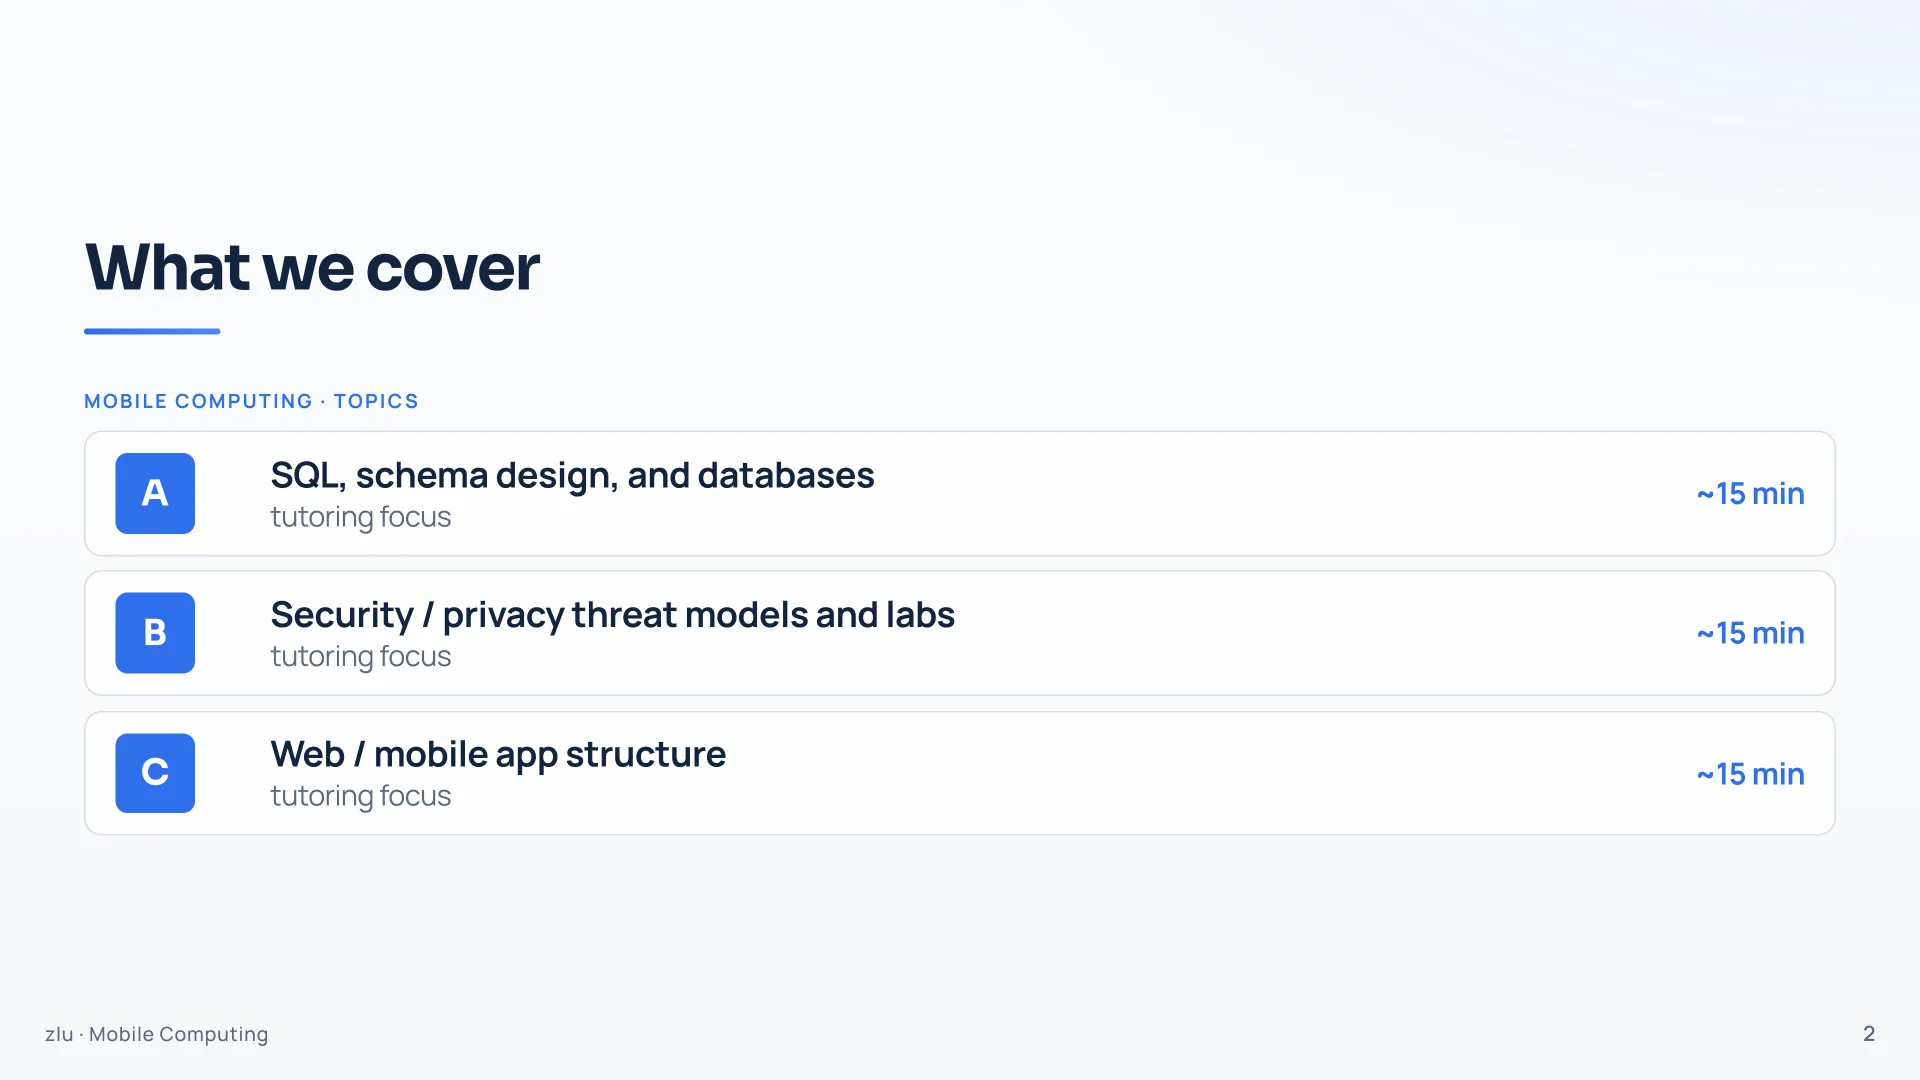 What we cover
MOBILE COMPUTING · TOPICS
A
SQL, schema design, and databases
tutoring focus
~15 min
B
Security / privacy threat models and labs
tutoring focus
~15 min
C
Web / mobile app structure
tutoring focus
~15 min
zlu · Mobile Computing
2